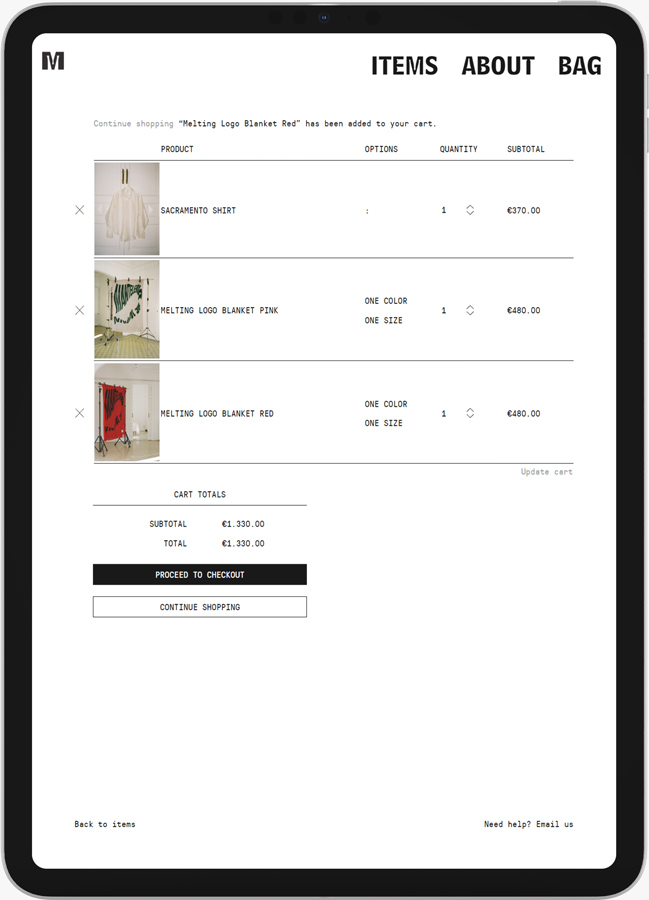 M
ITEMS ABOUT BAG
Continue shopping “Melting Logo Blanket Red” has been added to your cart.
PRODUCT OPTIONS QUANTITY SUBTOTAL
SACRAMENTO SHIRT : 1 €370.00
ONE COLOR
MELTING LOGO BLANKET PINK 1 €480.00
ONE SIZE
ONE COLOR
MELTING LOGO BLANKET RED 1 €480.00
ONE SIZE
Update cart
CART TOTALS
SUBTOTAL €1.330.00
TOTAL €1.330.00
PROCEED TO CHECKOUT
CONTINUE SHOPPING
Back to items Need help? Email us